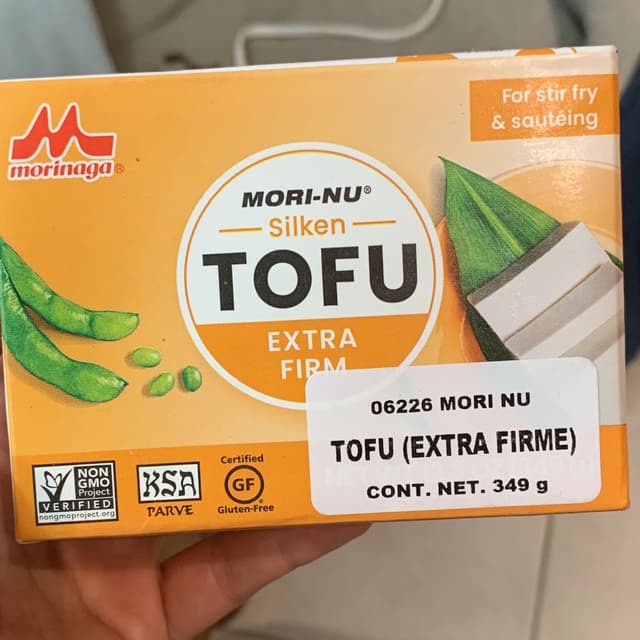 For stir fry
& sautéing
morinaga®
MORI-NU®
Silken
TOFU
EXTRA
FIRM
06226 MORI NU
TOFU (EXTRA FIRME)
CONT. NET. 349 g
NON
GMO
Project
VERIFIED
nongmoproject.org
KSA
PARVE
Certified
GF
Gluten-Free